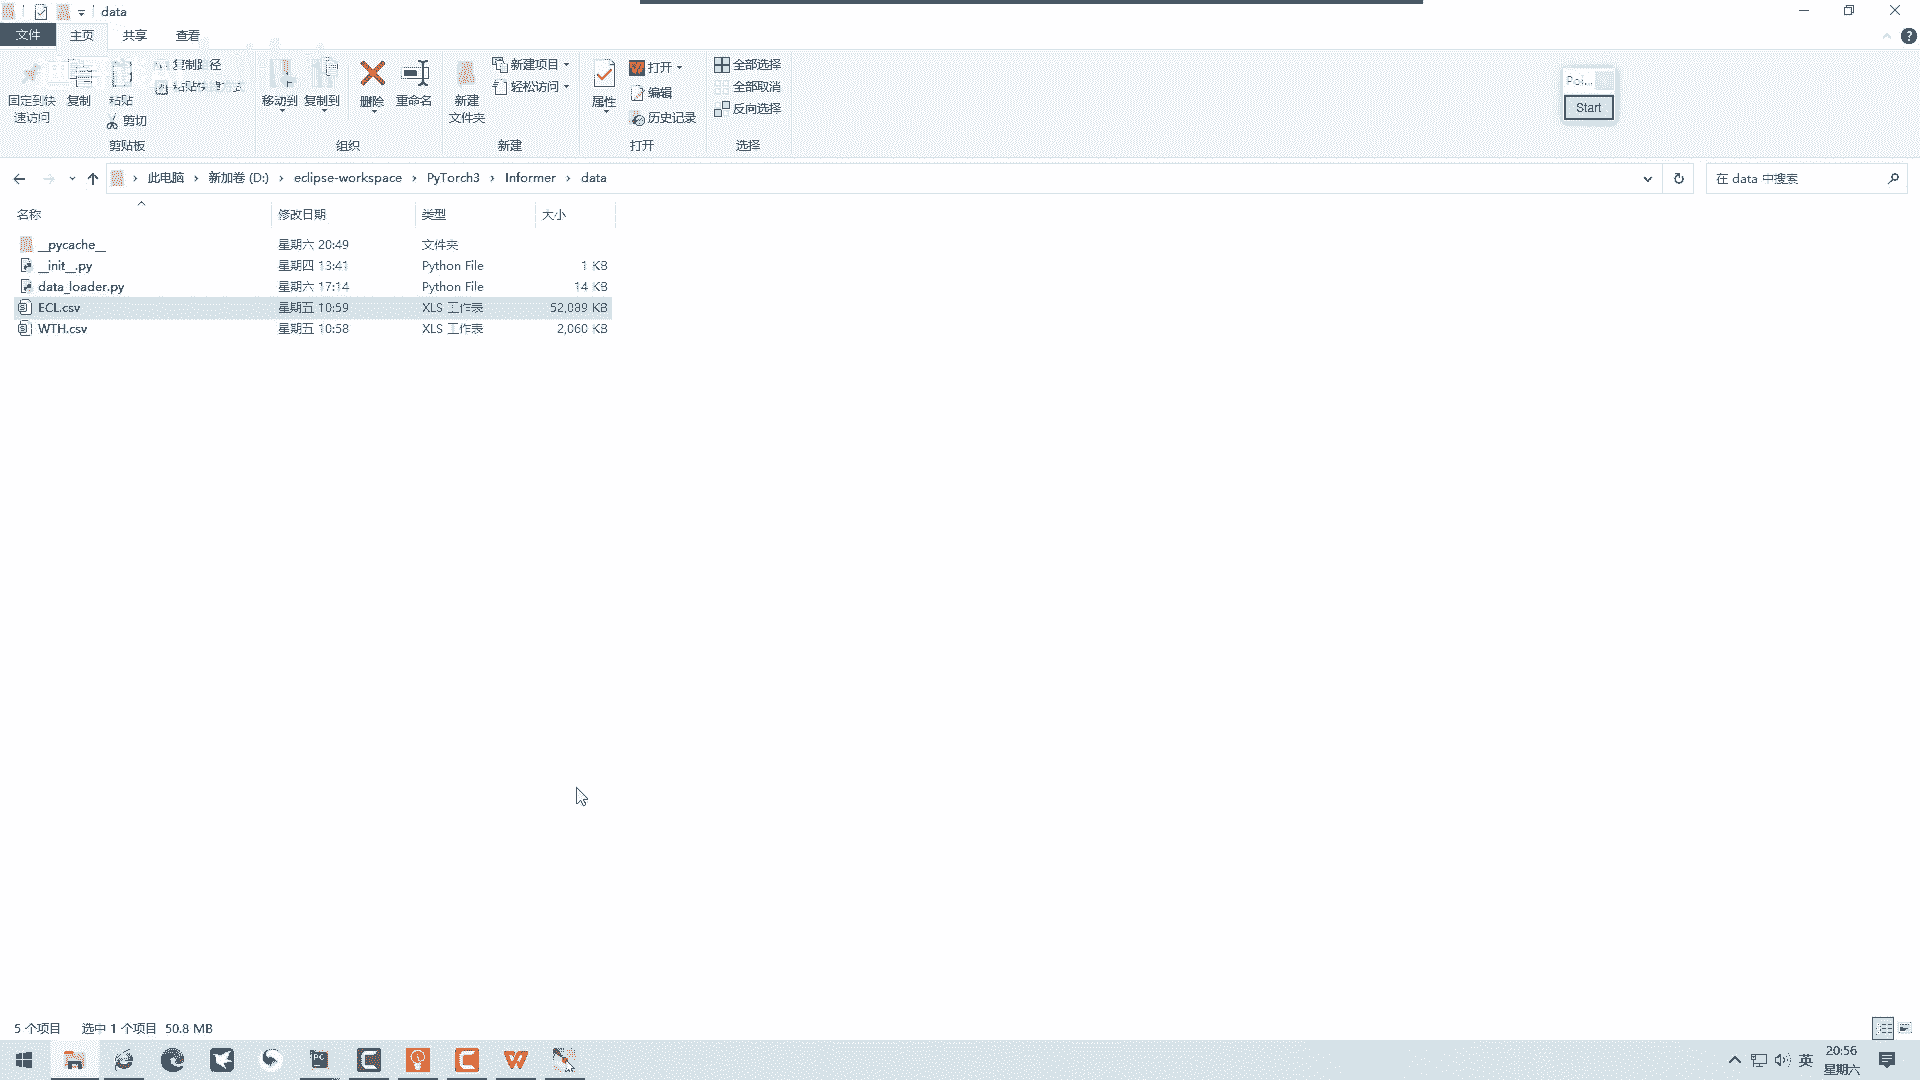 data
文件 主页 共享 查看
固定到快速访问 复制 粘贴 复制路径 剪切 移动到 复制到 删除 重命名 新建文件夹 新建项目 轻松访问 属性 打开 编辑 历史记录 全部选择 全部取消 反向选择
剪贴板 组织 新建 打开 选择
Start
此电脑 新加卷 (D:) eclipse-workspace PyTorch3 Informer data
在 data 中搜索
名称 修改日期 类型 大小
__pycache__ 星期六 20:49 文件夹
__init__.py 星期四 13:41 Python File 1 KB
data_loader.py 星期六 17:14 Python File 14 KB
ECL.csv 星期五 10:59 XLS 工作表 52,089 KB
WTH.csv 星期五 10:58 XLS 工作表 2,060 KB
5 个项目 选中 1 个项目 50.8 MB
英 20:56
星期六